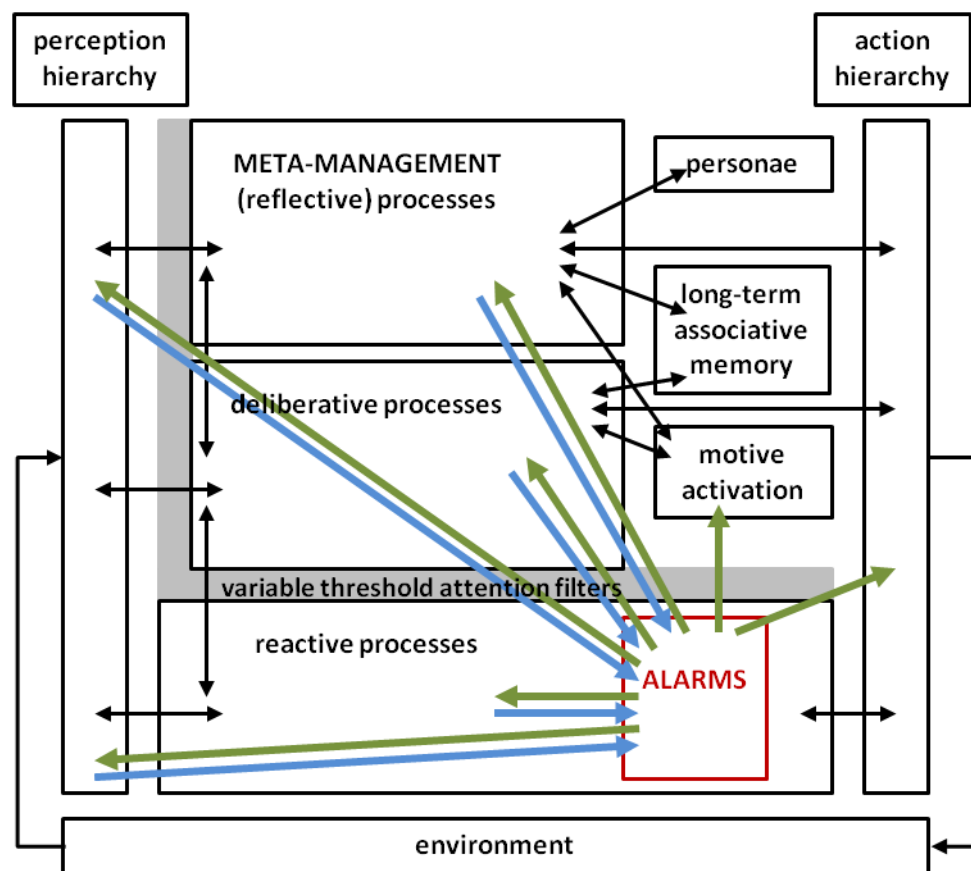 perception
hierarchy
action
hierarchy
META-MANAGEMENT
(reflective) processes
personae
long-term
associative
memory
deliberative processes
motive
activation
variable threshold attention filters
reactive processes
ALARMS
environment